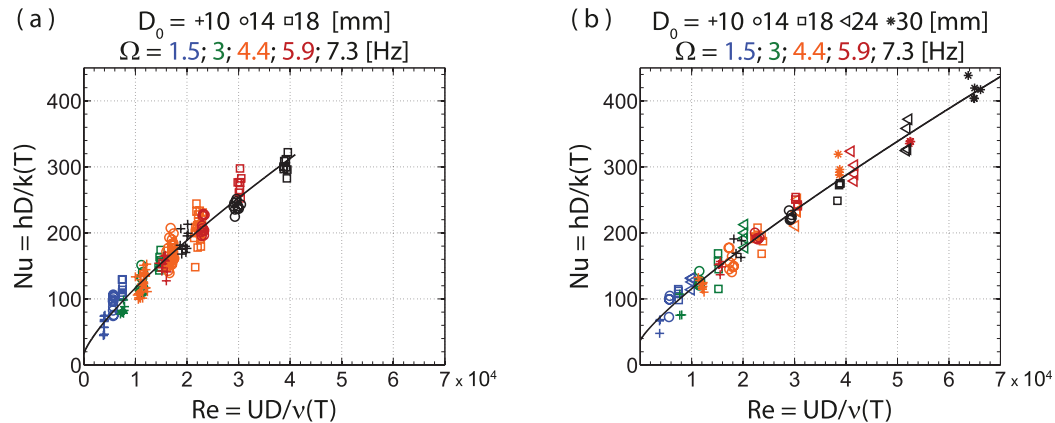 (a)
D₀ = +10 ○14 □18 [mm]
Ω = 1.5; 3; 4.4; 5.9; 7.3 [Hz]
Nu = hD/k(T)
400
300
200
100
0
0 1 2 3 4 5 6 7 x 10⁴
Re = UD/ν(T)
(b)
D₀ = +10 ○14 □18 ◁24 ✱30 [mm]
Ω = 1.5; 3; 4.4; 5.9; 7.3 [Hz]
Nu = hD/k(T)
400
300
200
100
0
0 1 2 3 4 5 6 7 x 10⁴
Re = UD/ν(T)